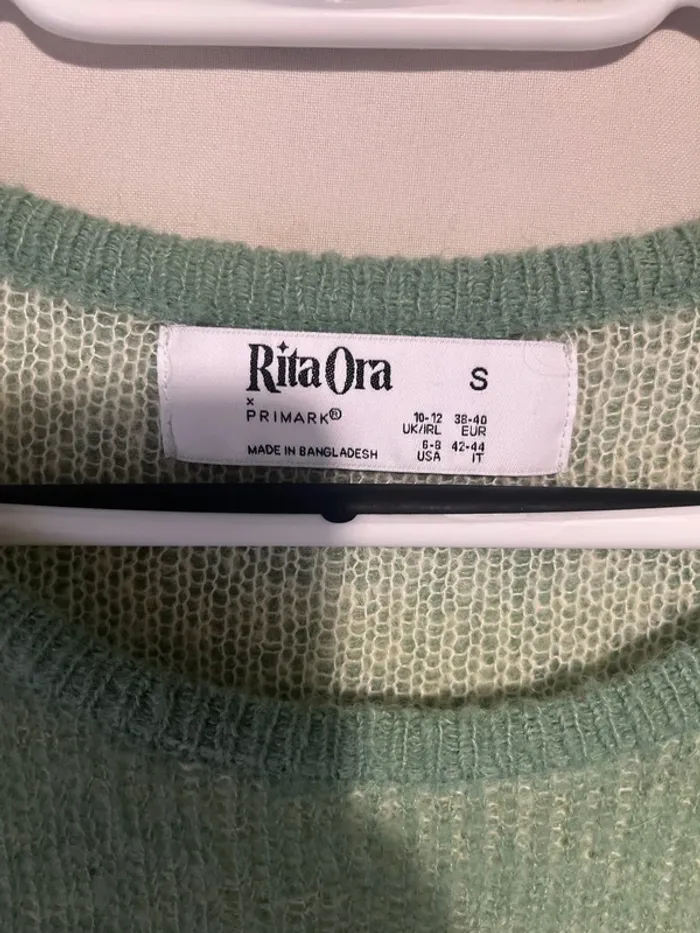 Rita Ora
x
PRIMARK®
MADE IN BANGLADESH
S
10-12 38-40
UK/IRL EUR
6-8 42-44
USA IT